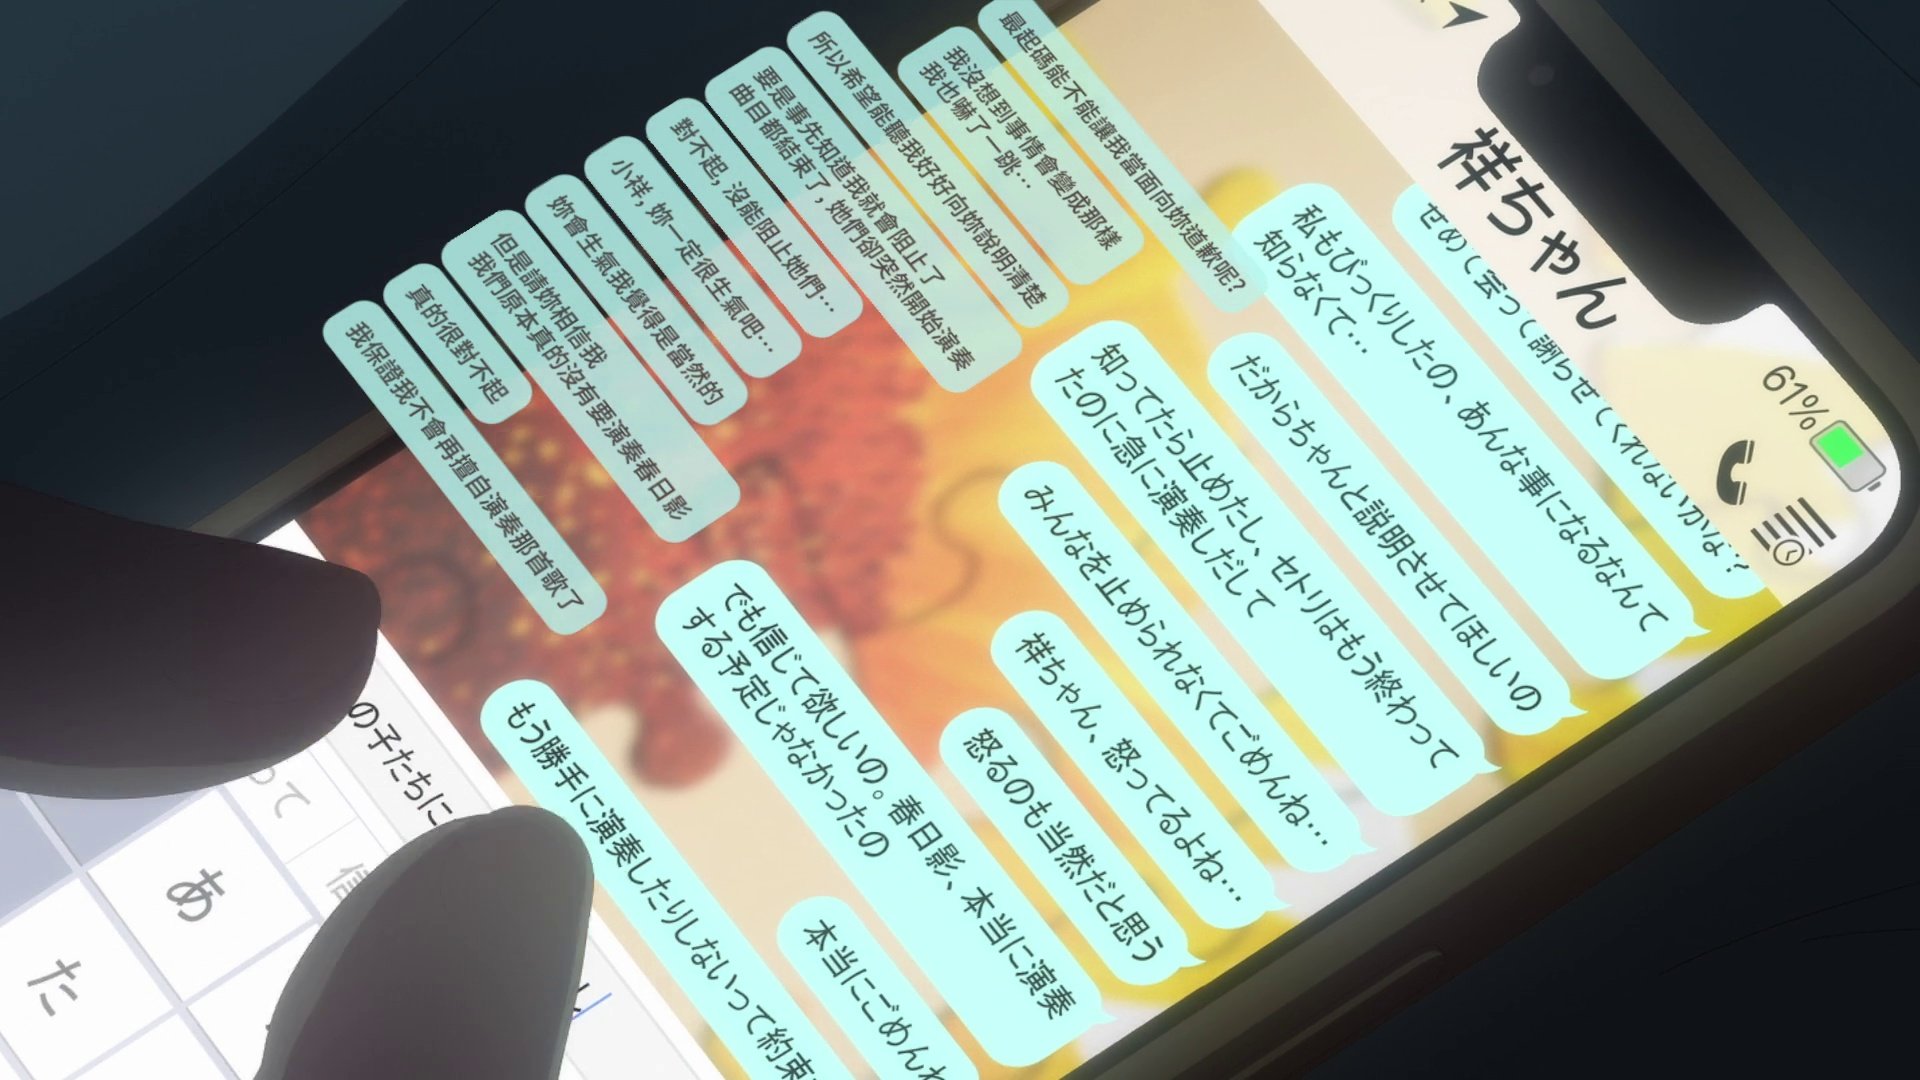 祥ちゃん
61%
せめて会って謝らせてくれないかな?
私もびっくりしたの、あんな事になるなんて
知らなくて…
だからちゃんと説明させてほしいの
知ってたら止めたし、セトリはもう終わって
たのに急に演奏しだして
みんなを止められなくてごめんね…
祥ちゃん、怒ってるよね…
怒るのも当然だと思う
でも信じて欲しいの。春日影、本当に演奏
する予定じゃなかったの
本当にごめんね
もう勝手に演奏したりしないって約束
最起碼能不能讓我當面向妳道歉呢?
我沒想到事情會變成那樣
我也嚇了一跳…
所以希望能聽我好好向妳說明清楚
要是事先知道我就會阻止了
曲目都結束了,她們卻突然開始演奏
對不起,沒能阻止她們…
小祥,妳一定很生氣吧…
妳會生氣我覺得是當然的
但是請妳相信我
我們原本真的沒有要演奏春日影
真的很對不起
我保證我不會再擅自演奏那首歌了
の子たちに
って
信
あ
た